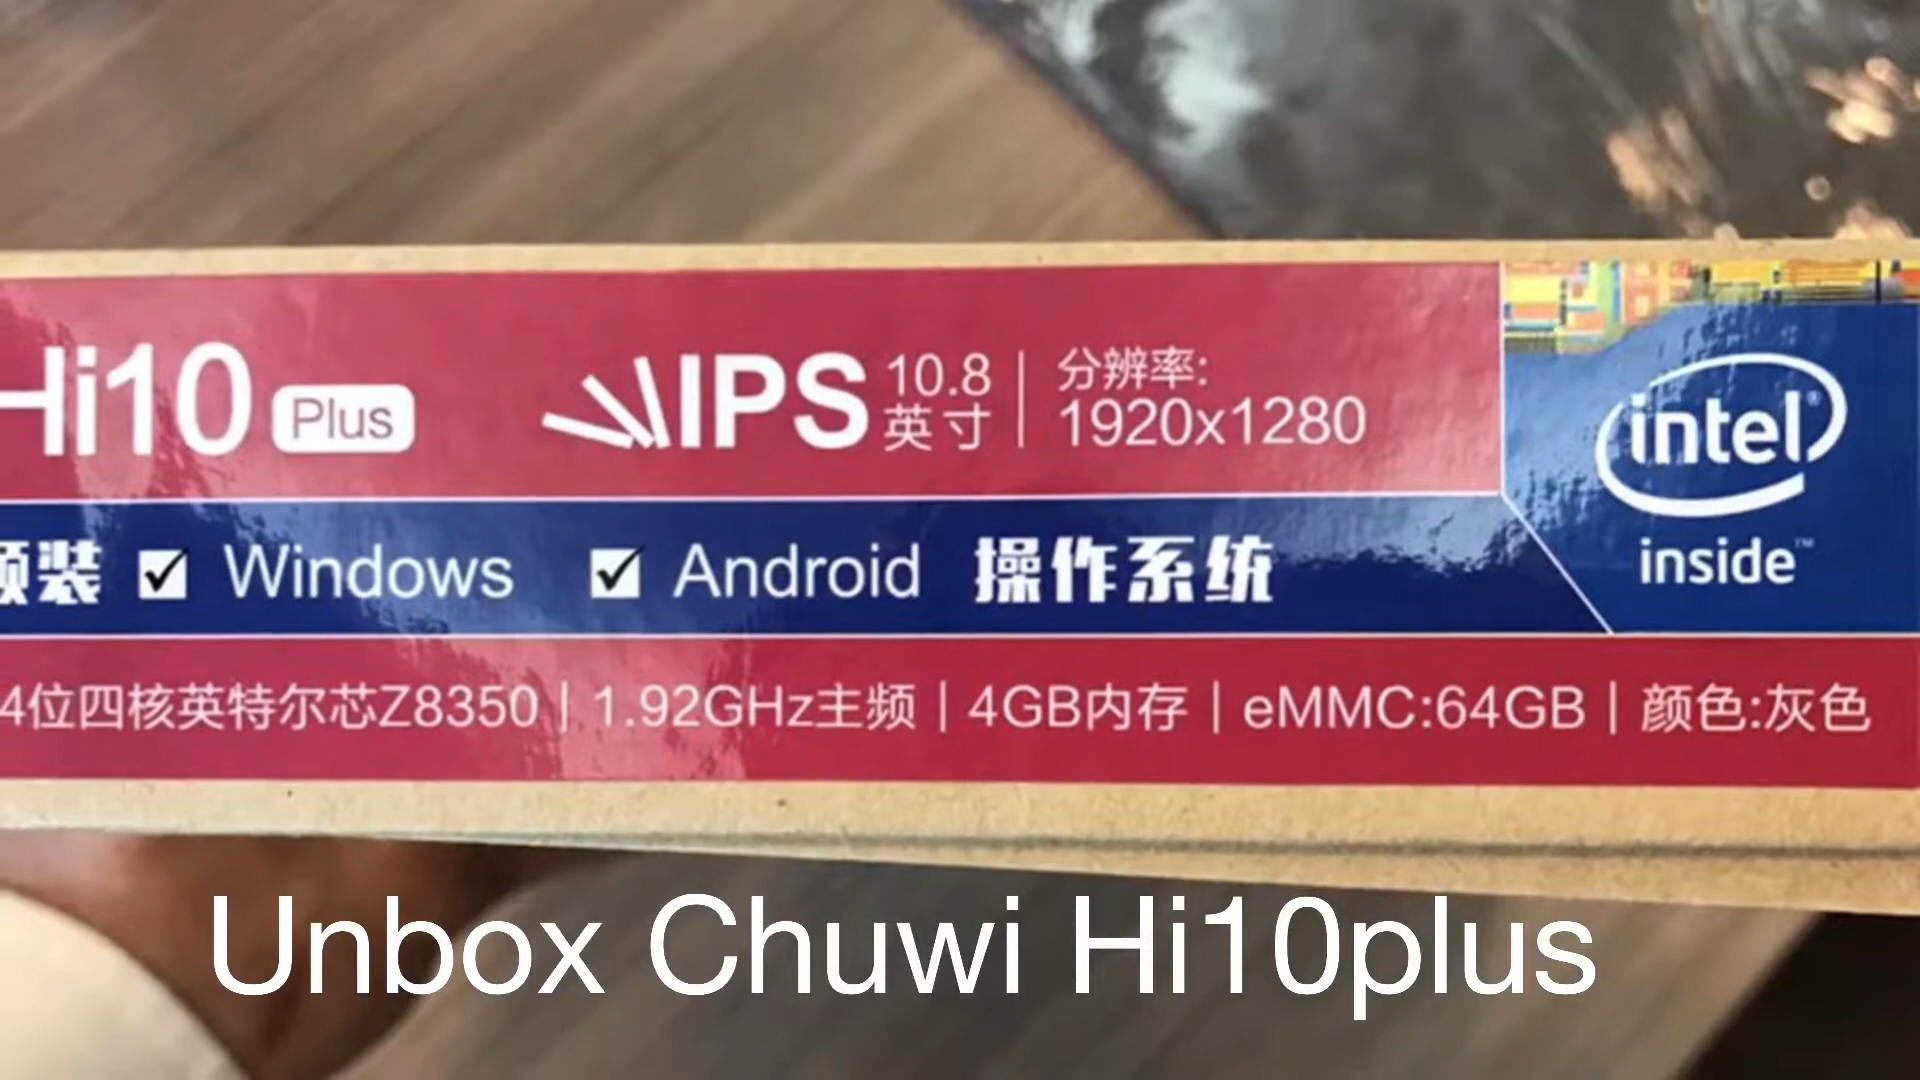 Hi10 Plus
IPS 10.8英寸 | 分辨率: 1920x1280
intel® inside™
预装 ☑ Windows ☑ Android 操作系统
4位四核英特尔芯Z8350 | 1.92GHz主频 | 4GB内存 | eMMC:64GB | 颜色:灰色
Unbox Chuwi Hi10plus